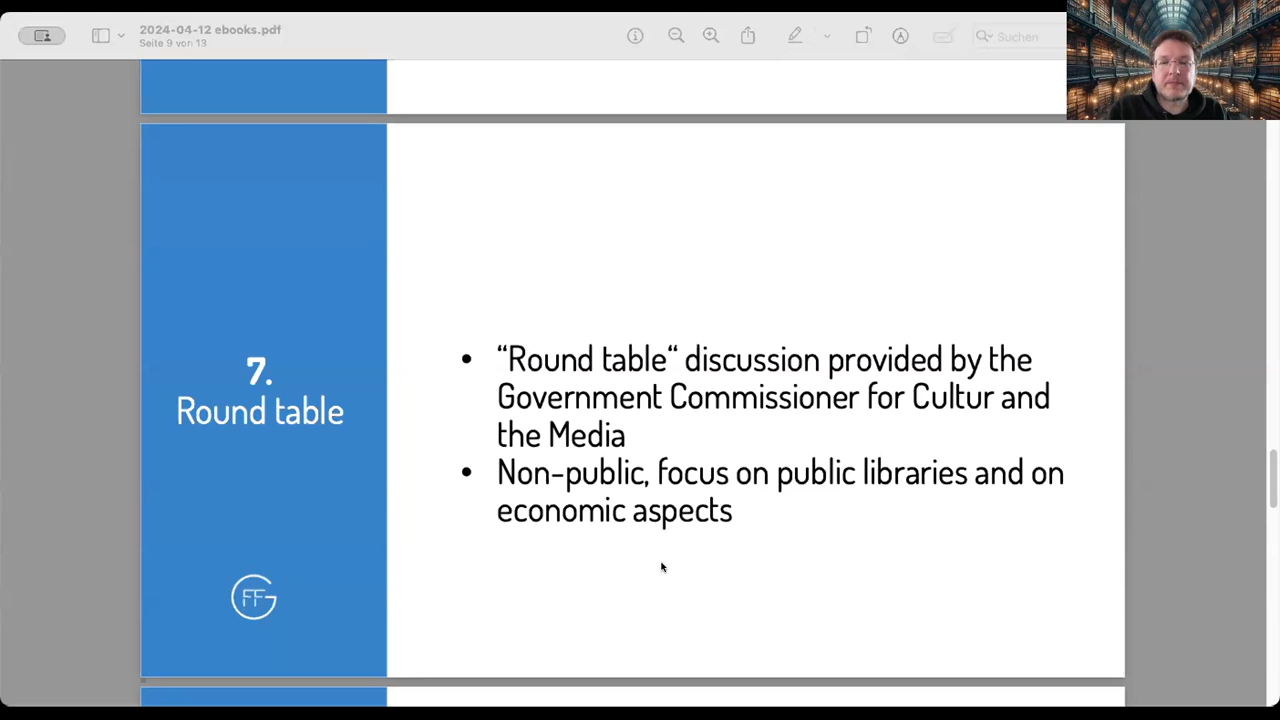 2024-04-12 ebooks.pdf
Seite 9 von 13
Suchen
7.
Round table
“Round table“ discussion provided by the
Government Commissioner for Cultur and
the Media
Non-public, focus on public libraries and on
economic aspects
GFF